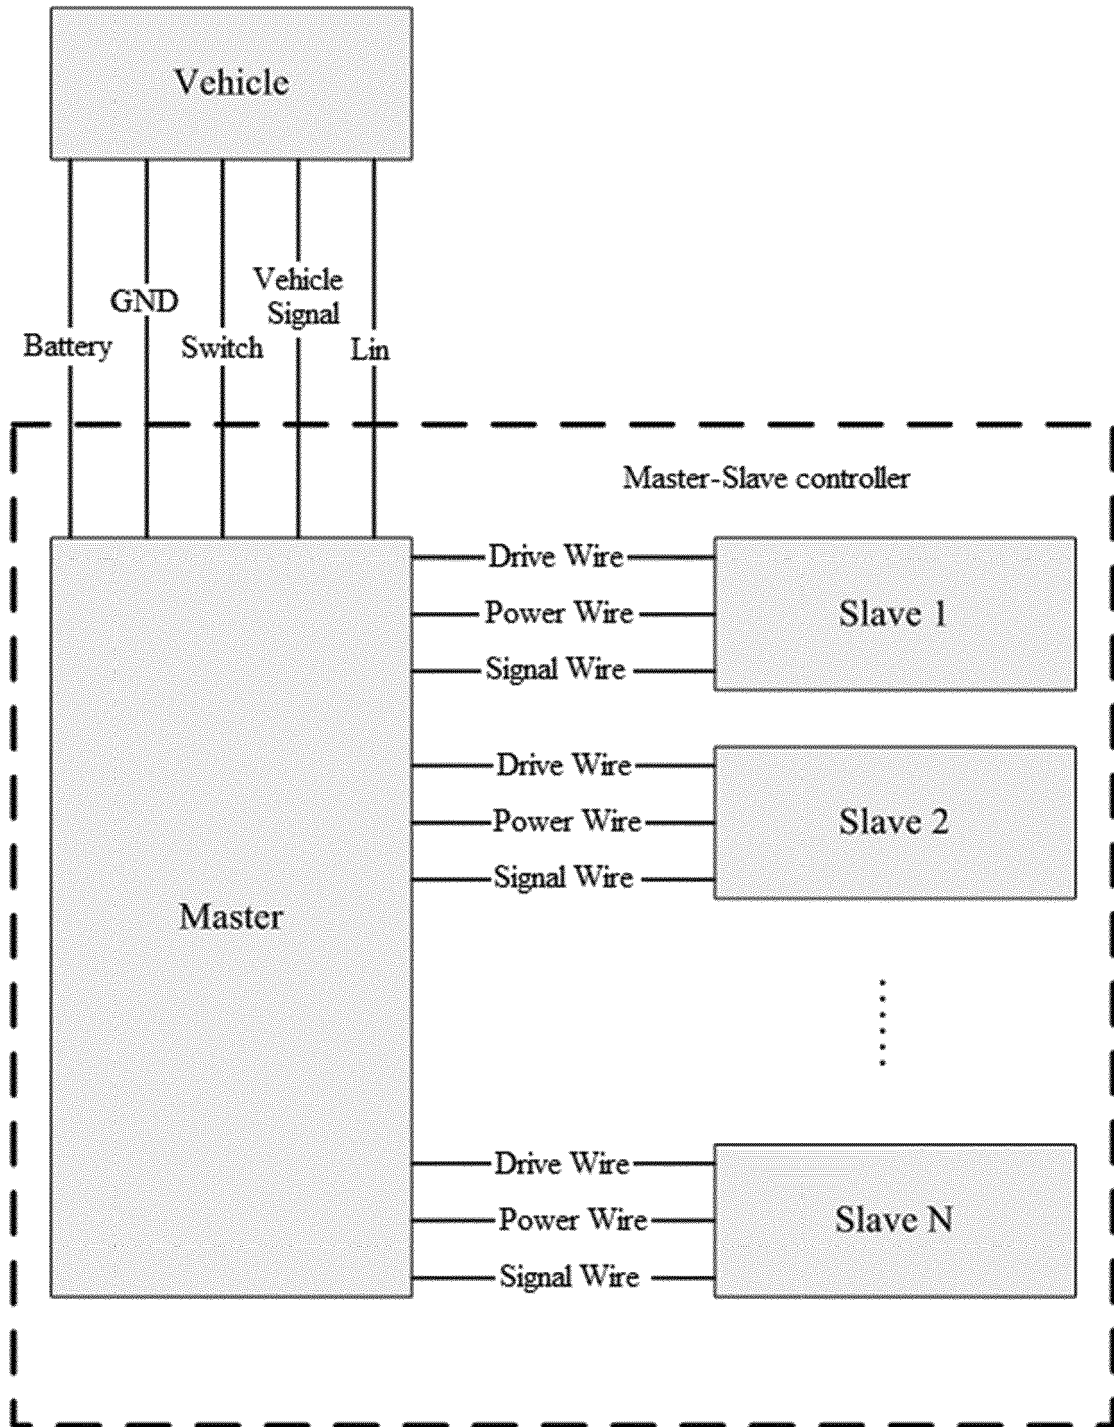 Vehicle
Battery
GND
Switch
Vehicle
Signal
Lin
Master-Slave controller
Master
Drive Wire
Power Wire
Signal Wire
Slave 1
Drive Wire
Power Wire
Signal Wire
Slave 2
Drive Wire
Power Wire
Signal Wire
Slave N